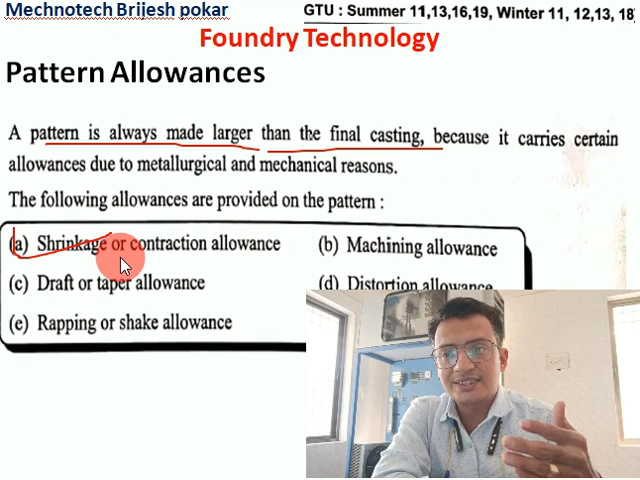 Mechnotech Brijesh pokar
GTU : Summer 11,13,16,19, Winter 11, 12,13, 18
Foundry Technology
Pattern Allowances
A pattern is always made larger than the final casting, because it carries certain
allowances due to metallurgical and mechanical reasons.
The following allowances are provided on the pattern :
(a) Shrinkage or contraction allowance (b) Machining allowance
(c) Draft or taper allowance (d) Distortion allowance
(e) Rapping or shake allowance